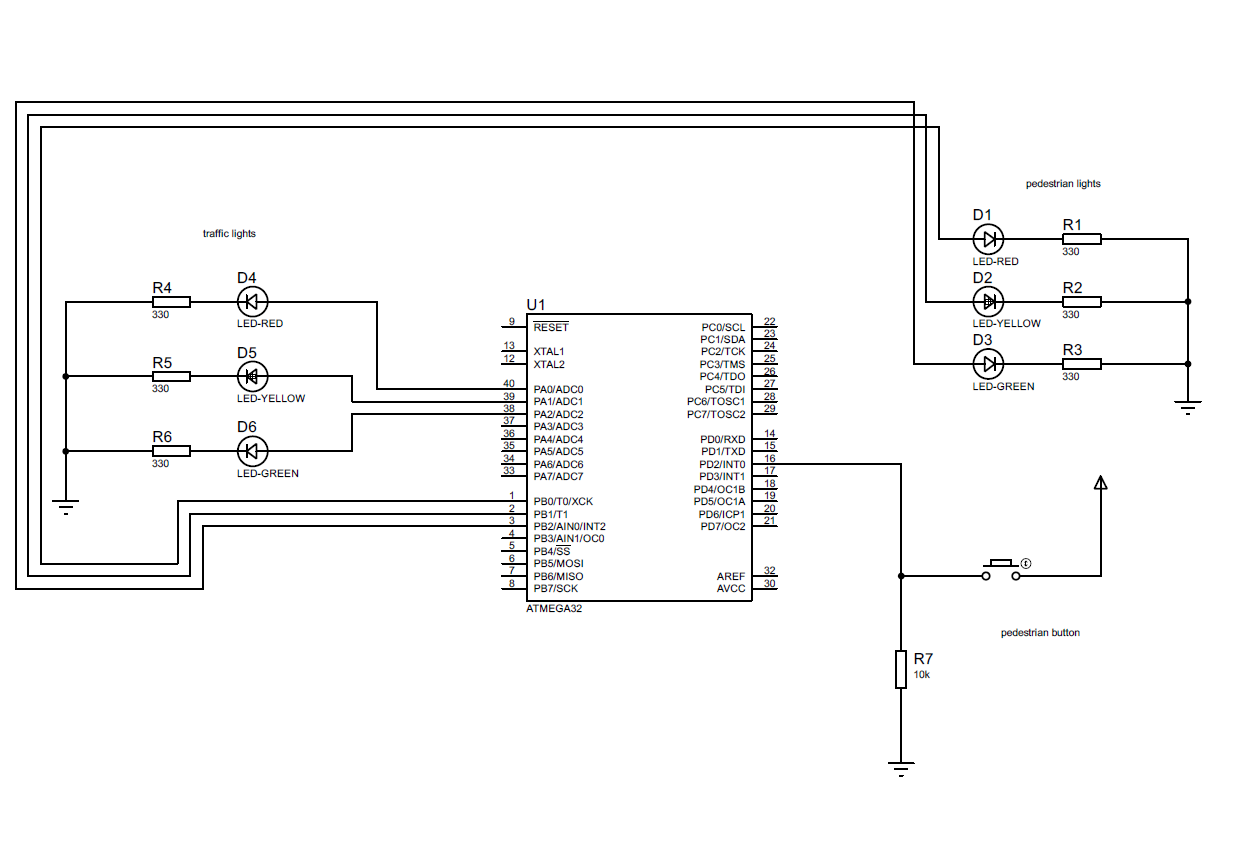 pedestrian lights
D1
R1
LED-RED
330
D2
R2
LED-YELLOW
330
D3
R3
LED-GREEN
330
traffic lights
R4
D4
330
LED-RED
R5
D5
330
LED-YELLOW
R6
D6
330
LED-GREEN
U1
9 RESET PC0/SCL 22
PC1/SDA 23
13 XTAL1 PC2/TCK 24
12 XTAL2 PC3/TMS 25
PC4/TDO 26
40 PA0/ADC0 PC5/TDI 27
39 PA1/ADC1 PC6/TOSC1 28
38 PA2/ADC2 PC7/TOSC2 29
37 PA3/ADC3
36 PA4/ADC4 PD0/RXD 14
35 PA5/ADC5 PD1/TXD 15
34 PA6/ADC6 PD2/INT0 16
33 PA7/ADC7 PD3/INT1 17
PD4/OC1B 18
1 PB0/T0/XCK PD5/OC1A 19
2 PB1/T1 PD6/ICP1 20
3 PB2/AIN0/INT2 PD7/OC2 21
4 PB3/AIN1/OC0
5 PB4/SS
6 PB5/MOSI
7 PB6/MISO AREF 32
8 PB7/SCK AVCC 30
ATMEGA32
pedestrian button
R7
10k